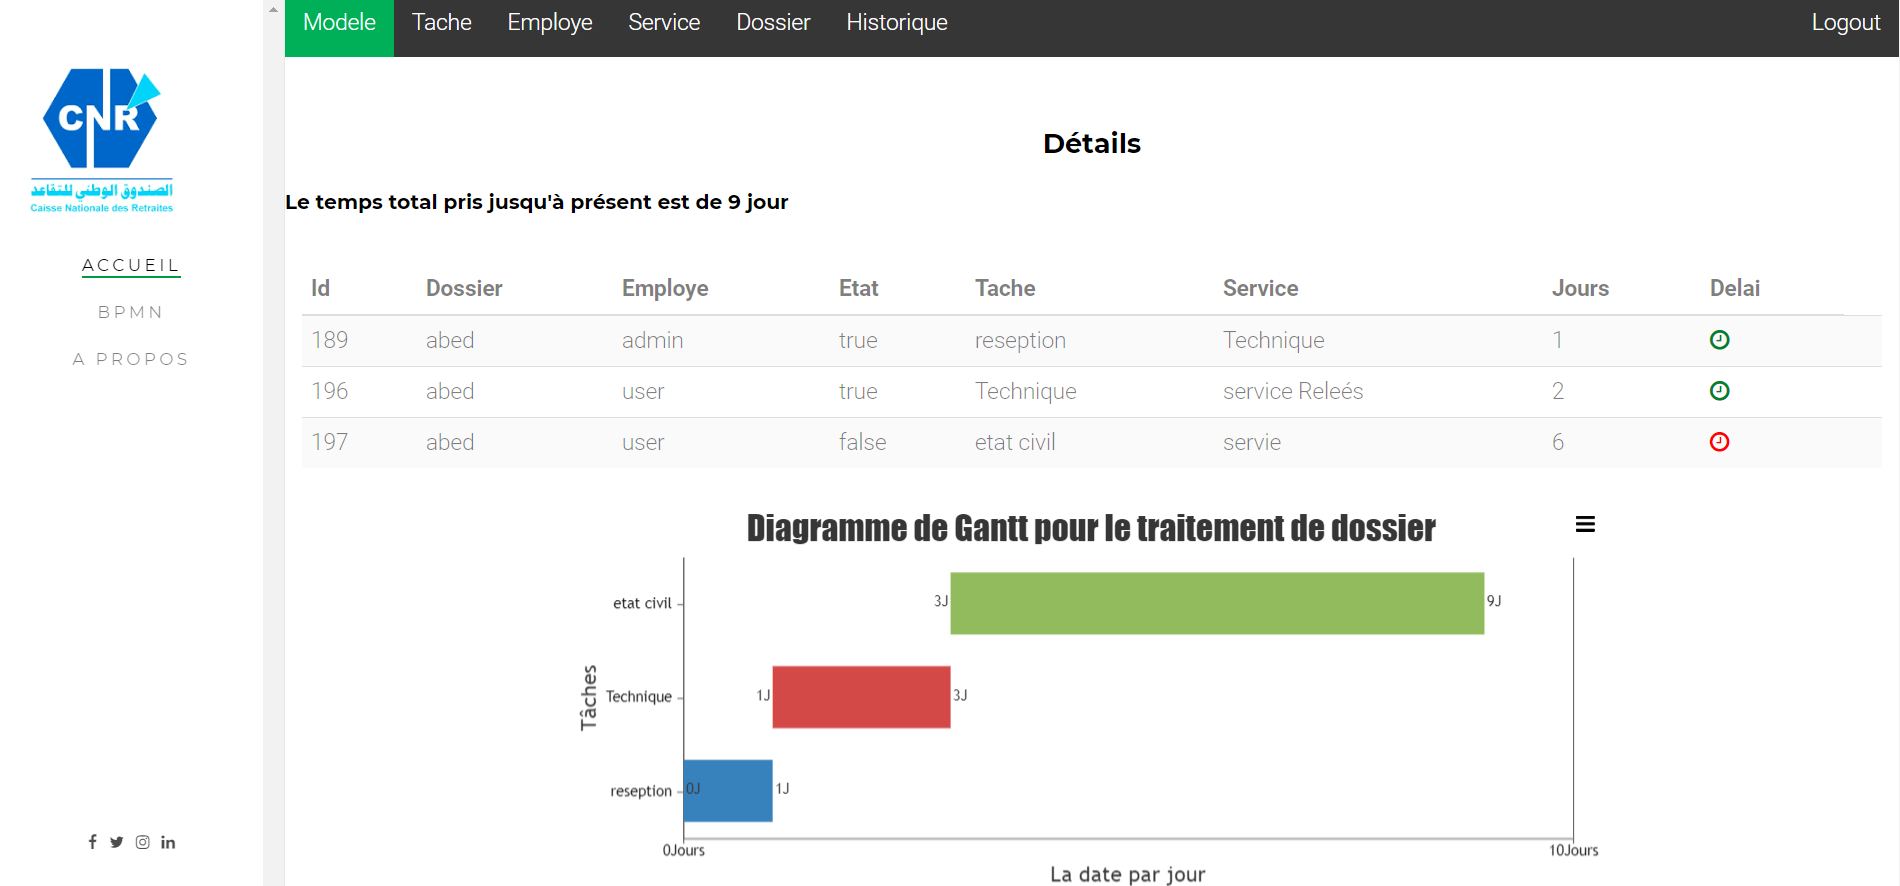 Modele Tache Employe Service Dossier Historique Logout
CNR
الصندوق الوطني للتقاعد
Caisse Nationale des Retraites
ACCUEIL
BPMN
A PROPOS
Détails
Le temps total pris jusqu'à présent est de 9 jour
Id Dossier Employe Etat Tache Service Jours Delai
189 abed admin true reseption Technique 1
196 abed user true Technique service Releés 2
197 abed user false etat civil servie 6
Diagramme de Gantt pour le traitement de dossier
etat civil 3J 9J
Technique 1J 3J
reseption 0J 1J
Tâches
0Jours 10Jours
La date par jour